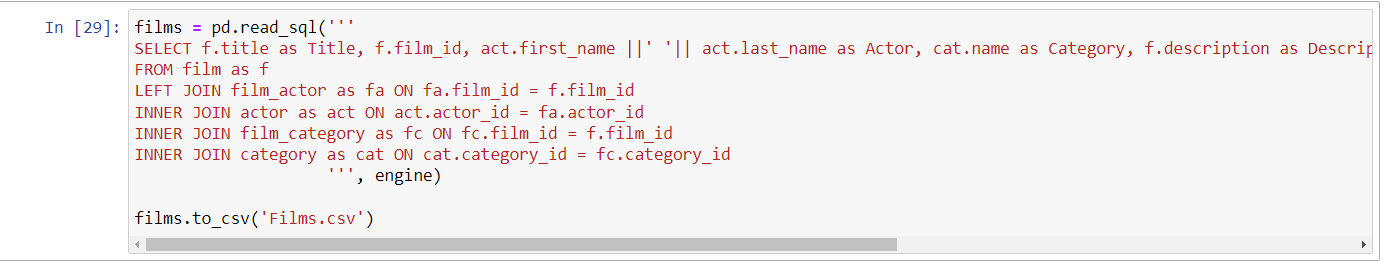 In [29]: films = pd.read_sql('''
SELECT f.title as Title, f.film_id, act.first_name ||' '|| act.last_name as Actor, cat.name as Category, f.description as
FROM film as f
LEFT JOIN film_actor as fa ON fa.film_id = f.film_id
INNER JOIN actor as act ON act.actor_id = fa.actor_id
INNER JOIN film_category as fc ON fc.film_id = f.film_id
INNER JOIN category as cat ON cat.category_id = fc.category_id
''', engine)
films.to_csv('Films.csv')